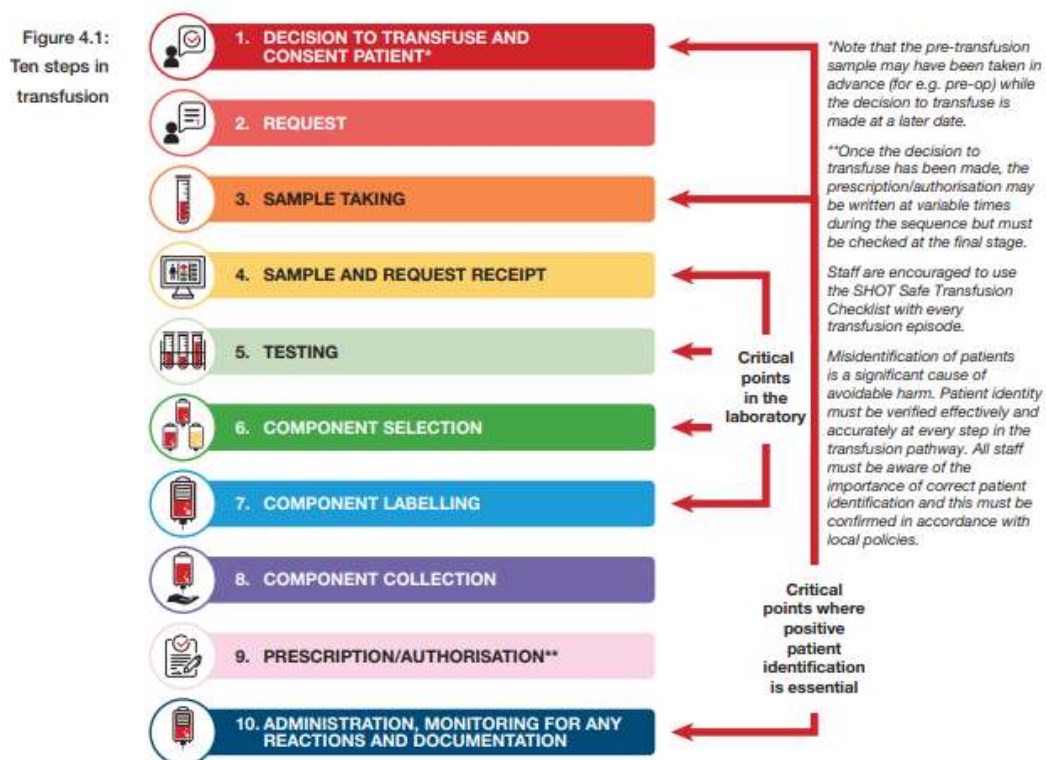 Figure 4.1:
Ten steps in
transfusion
1. DECISION TO TRANSFUSE AND
CONSENT PATIENT*
2. REQUEST
3. SAMPLE TAKING
4. SAMPLE AND REQUEST RECEIPT
5. TESTING
6. COMPONENT SELECTION
7. COMPONENT LABELLING
8. COMPONENT COLLECTION
9. PRESCRIPTION/AUTHORISATION**
10. ADMINISTRATION, MONITORING FOR ANY
REACTIONS AND DOCUMENTATION
Critical
points
in the
laboratory
Critical
points where
positive
patient
identification
is essential
*Note that the pre-transfusion
sample may have been taken in
advance (for e.g. pre-op) while
the decision to transfuse is
made at a later date.
**Once the decision to
transfuse has been made, the
prescription/authorisation may
be written at variable times
during the sequence but must
be checked at the final stage.
Staff are encouraged to use
the SHOT Safe Transfusion
Checklist with every
transfusion episode.
Misidentification of patients
is a significant cause of
avoidable harm. Patient identity
must be verified effectively and
accurately at every step in the
transfusion pathway. All staff
must be aware of the
importance of correct patient
identification and this must be
confirmed in accordance with
local policies.